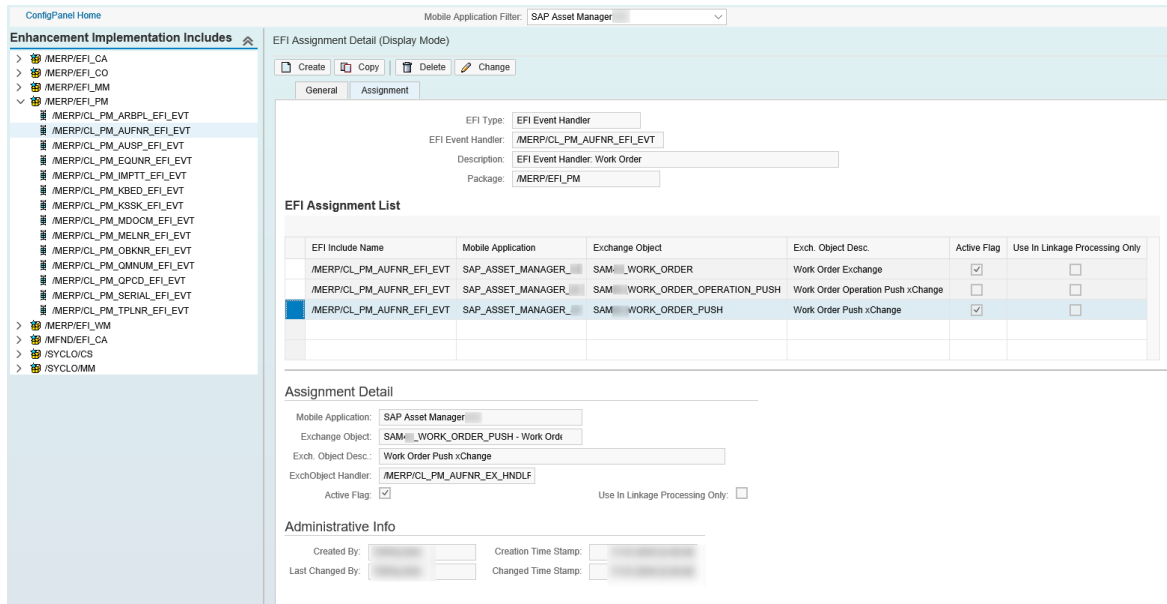 ConfigPanel Home
Mobile Application Filter: SAP Asset Manager
Enhancement Implementation Includes
/MERP/EFI_CA
/MERP/EFI_CO
/MERP/EFI_MM
/MERP/EFI_PM
/MERP/CL_PM_ARBPL_EFI_EVT
/MERP/CL_PM_AUFNR_EFI_EVT
/MERP/CL_PM_AUSP_EFI_EVT
/MERP/CL_PM_EQUNR_EFI_EVT
/MERP/CL_PM_IMPTT_EFI_EVT
/MERP/CL_PM_KBED_EFI_EVT
/MERP/CL_PM_KSSK_EFI_EVT
/MERP/CL_PM_MDOCM_EFI_EVT
/MERP/CL_PM_MELNR_EFI_EVT
/MERP/CL_PM_OBKNR_EFI_EVT
/MERP/CL_PM_QMNUM_EFI_EVT
/MERP/CL_PM_QPCD_EFI_EVT
/MERP/CL_PM_SERIAL_EFI_EVT
/MERP/CL_PM_TPLNR_EFI_EVT
/MERP/EFI_WM
/MFND/EFI_CA
/SYCLO/CS
/SYCLO/MM
EFI Assignment Detail (Display Mode)
Create Copy Delete Change
General Assignment
EFI Type: EFI Event Handler
EFI Event Handler: /MERP/CL_PM_AUFNR_EFI_EVT
Description: EFI Event Handler: Work Order
Package: /MERP/EFI_PM
EFI Assignment List
EFI Include Name Mobile Application Exchange Object Exch. Object Desc. Active Flag Use In Linkage Processing Only
/MERP/CL_PM_AUFNR_EFI_EVT SAP_ASSET_MANAGER_ SAM _WORK_ORDER Work Order Exchange
/MERP/CL_PM_AUFNR_EFI_EVT SAP_ASSET_MANAGER_ SAM WORK_ORDER_OPERATION_PUSH Work Order Operation Push xChange
/MERP/CL_PM_AUFNR_EFI_EVT SAP_ASSET_MANAGER_ SAM WORK_ORDER_PUSH Work Order Push xChange
Assignment Detail
Mobile Application: SAP Asset Manager
Exchange Object: SAM _WORK_ORDER_PUSH - Work Orde
Exch. Object Desc.: Work Order Push xChange
ExchObject Handler: /MERP/CL_PM_AUFNR_EX_HNDLF
Active Flag: Use In Linkage Processing Only:
Administrative Info
Created By: Creation Time Stamp:
Last Changed By: Changed Time Stamp: